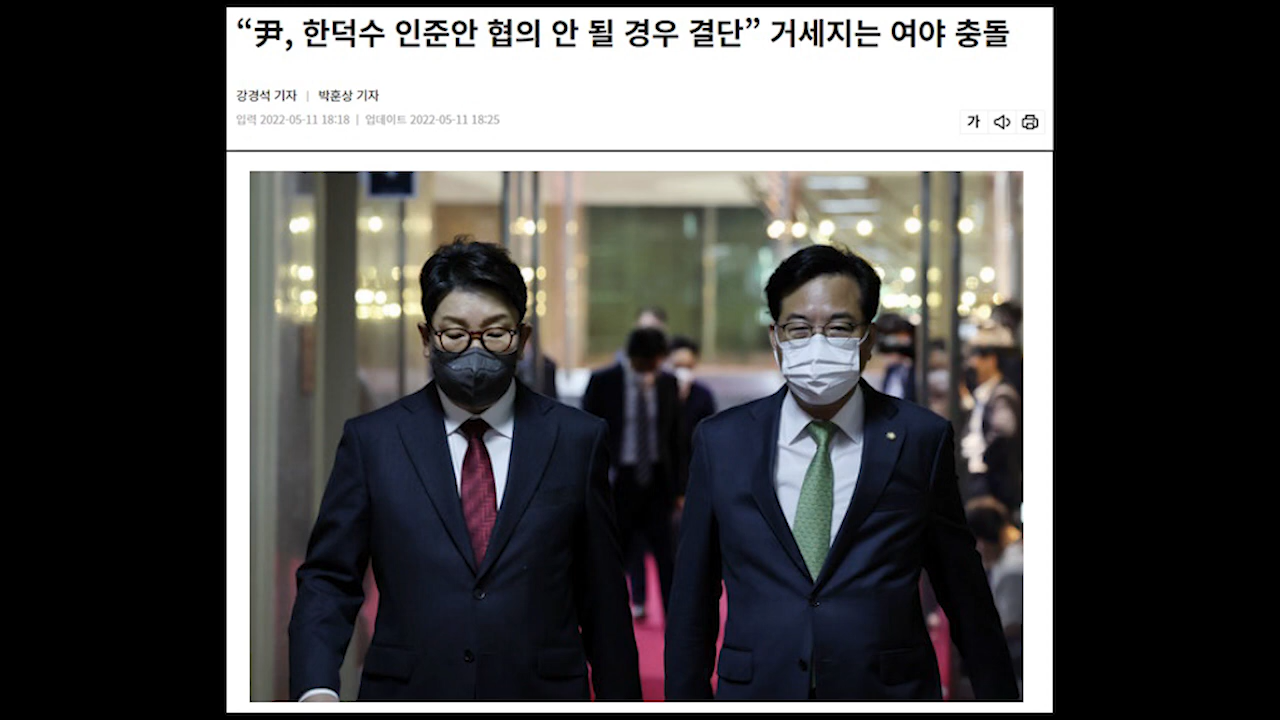 “尹, 한덕수 인준안 협의 안 될 경우 결단” 거세지는 여야 충돌
강경석 기자 | 박훈상 기자
입력 2022-05-11 18:18 | 업데이트 2022-05-11 18:25
가